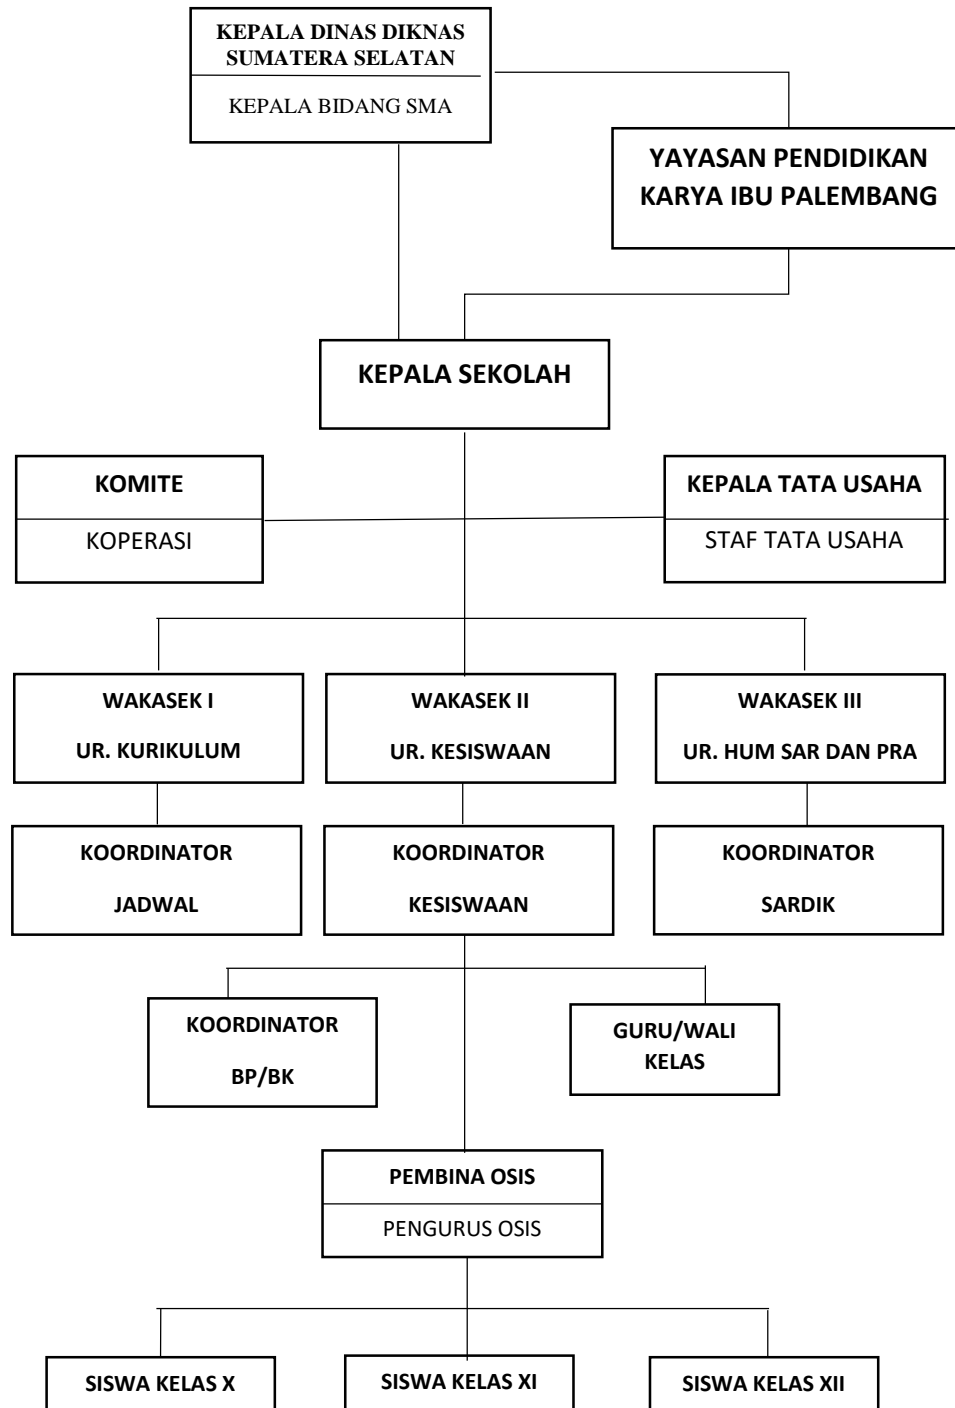 KEPALA DINAS DIKNAS
SUMATERA SELATAN
KEPALA BIDANG SMA
YAYASAN PENDIDIKAN
KARYA IBU PALEMBANG
KEPALA SEKOLAH
KOMITE
KOPERASI
KEPALA TATA USAHA
STAF TATA USAHA
WAKASEK I
UR. KURIKULUM
WAKASEK II
UR. KESISWAAN
WAKASEK III
UR. HUM SAR DAN PRA
KOORDINATOR
JADWAL
KOORDINATOR
KESISWAAN
KOORDINATOR
SARDIK
KOORDINATOR
BP/BK
GURU/WALI
KELAS
PEMBINA OSIS
PENGURUS OSIS
SISWA KELAS X
SISWA KELAS XI
SISWA KELAS XII